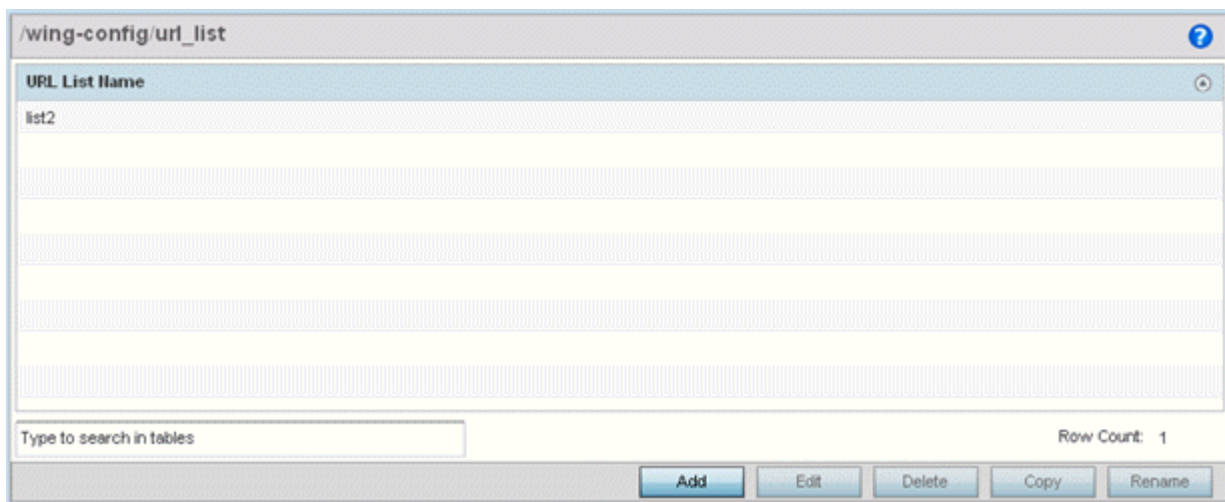 /wing-config/url_list
?
URL List Name
list2
Type to search in tables
Row Count: 1
Add Edit Delete Copy Rename